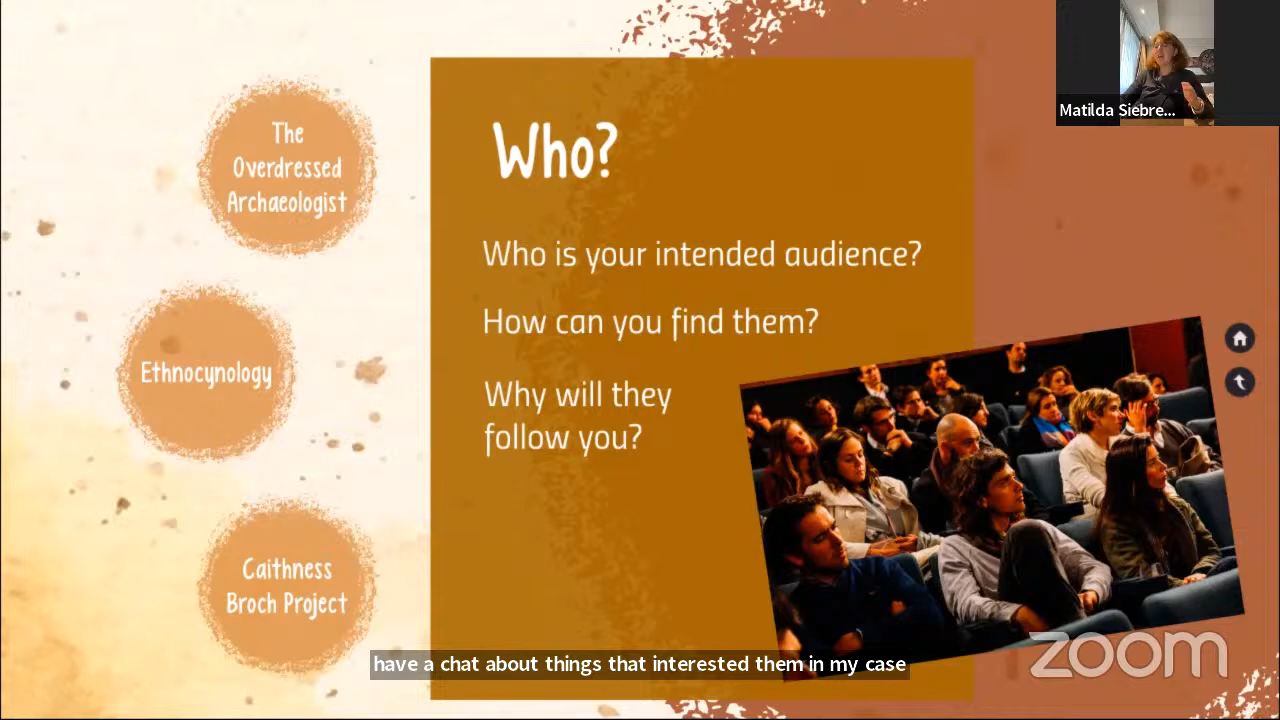 Matilda Siebre...
The
Overdressed
Archaeologist
Ethnocynology
Caithness
Broch Project
Who?
Who is your intended audience?
How can you find them?
Why will they
follow you?
have a chat about things that interested them in my case
zoom